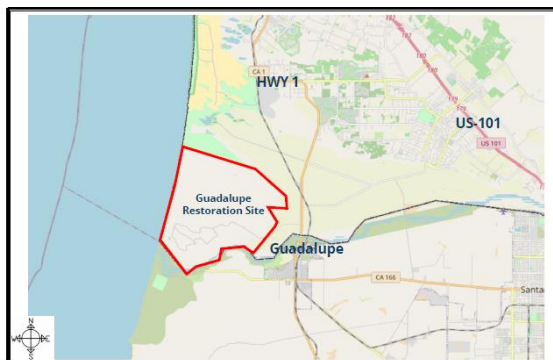 CA 1
HWY 1
US-101
US 101
Guadalupe
Restoration Site
Guadalupe
CA 166
Santa
N